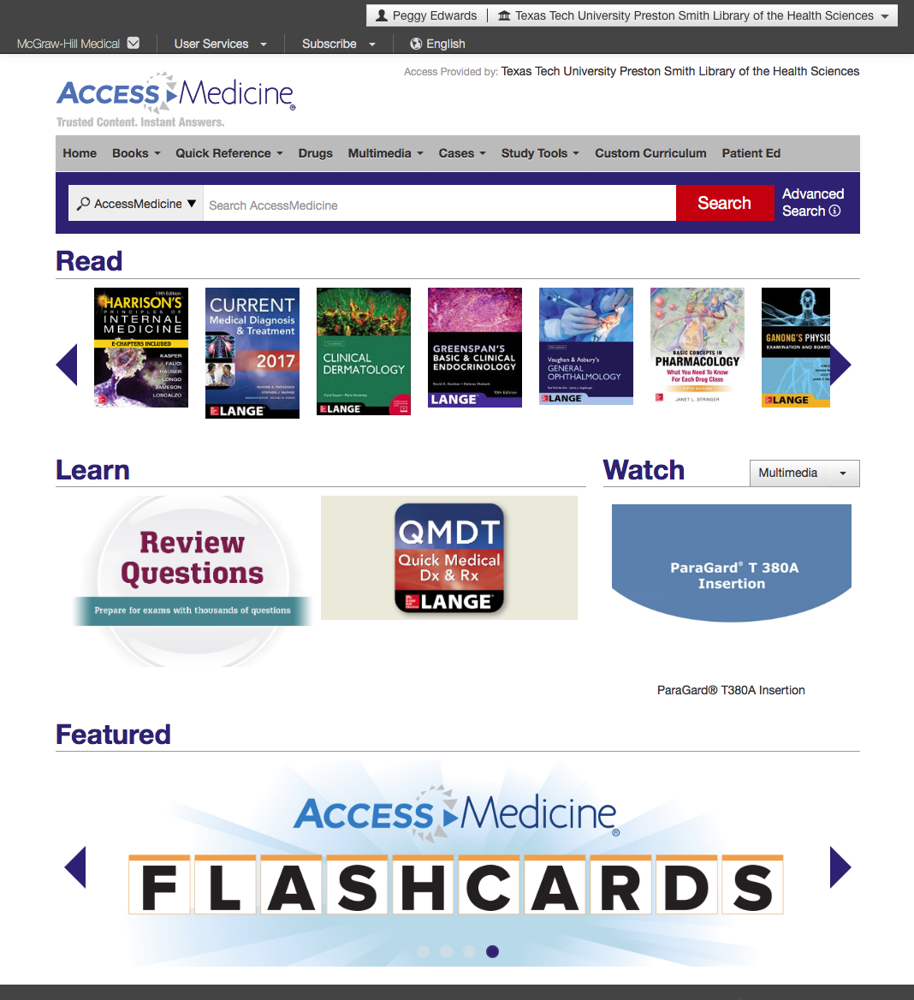 Peggy Edwards
Texas Tech University Preston Smith Library of the Health Sciences
McGraw-Hill Medical
User Services
Subscribe
English
Access Provided by: Texas Tech University Preston Smith Library of the Health Sciences
ACCESS Medicine®
Trusted Content. Instant Answers.
Home Books Quick Reference Drugs Multimedia Cases Study Tools Custom Curriculum Patient Ed
AccessMedicine
Search AccessMedicine
Search
Advanced
Search
Read
19th Edition
HARRISON'S
PRINCIPLES OF
INTERNAL
MEDICINE
E-CHAPTERS INCLUDED
KASPER
FAUCI
HAUSER
LONGO
JAMESON
LOSCALZO
CURRENT
Medical Diagnosis
& Treatment
2017
LANGE
CLINICAL
DERMATOLOGY
LANGE
GREENSPAN'S
BASIC & CLINICAL
ENDOCRINOLOGY
10th Edition
LANGE
Vaughan & Asbury's
GENERAL
OPHTHALMOLOGY
LANGE
BASIC CONCEPTS IN
PHARMACOLOGY
What You Need To Know
For Each Drug Class
FIFTH EDITION
JANET L. STRINGER
GANONG'S PHYSIO
EXAMINATION AND BOARD
LANGE
Learn
Review
Questions
Prepare for exams with thousands of questions
QMDT
Quick Medical
Dx & Rx
LANGE
Watch
Multimedia
ParaGard® T 380A
Insertion
ParaGard® T380A Insertion
Featured
ACCESS Medicine®
FLASHCARDS